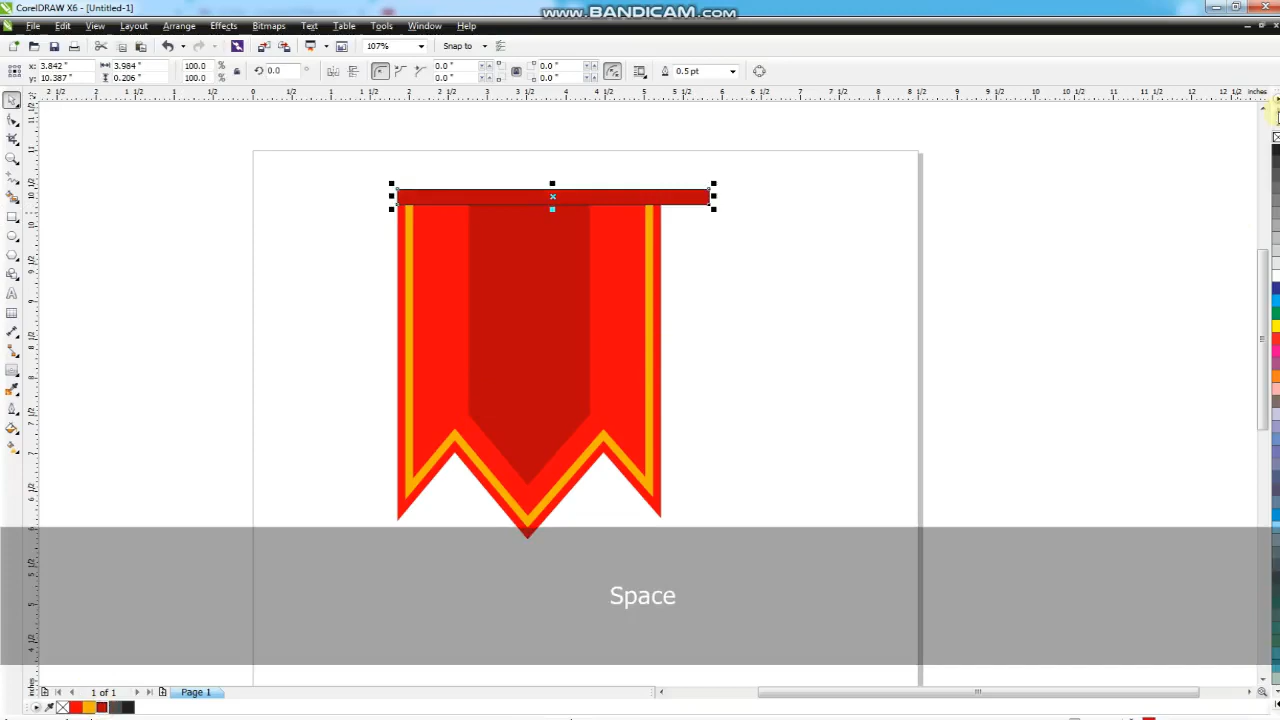 CorelDRAW X6 - [Untitled-1]
www.BANDICAM.com
File Edit View Layout Arrange Effects Bitmaps Text Table Tools Window Help
107% Snap to
x: 3.842 " 3.984 " 100.0 % 0.0 0.0 ° 0.0 ° 0.5 pt
y: 10.387 " 0.206 " 100.0 % 0.0 ° 0.0 °
inches
Space
1 of 1 Page 1